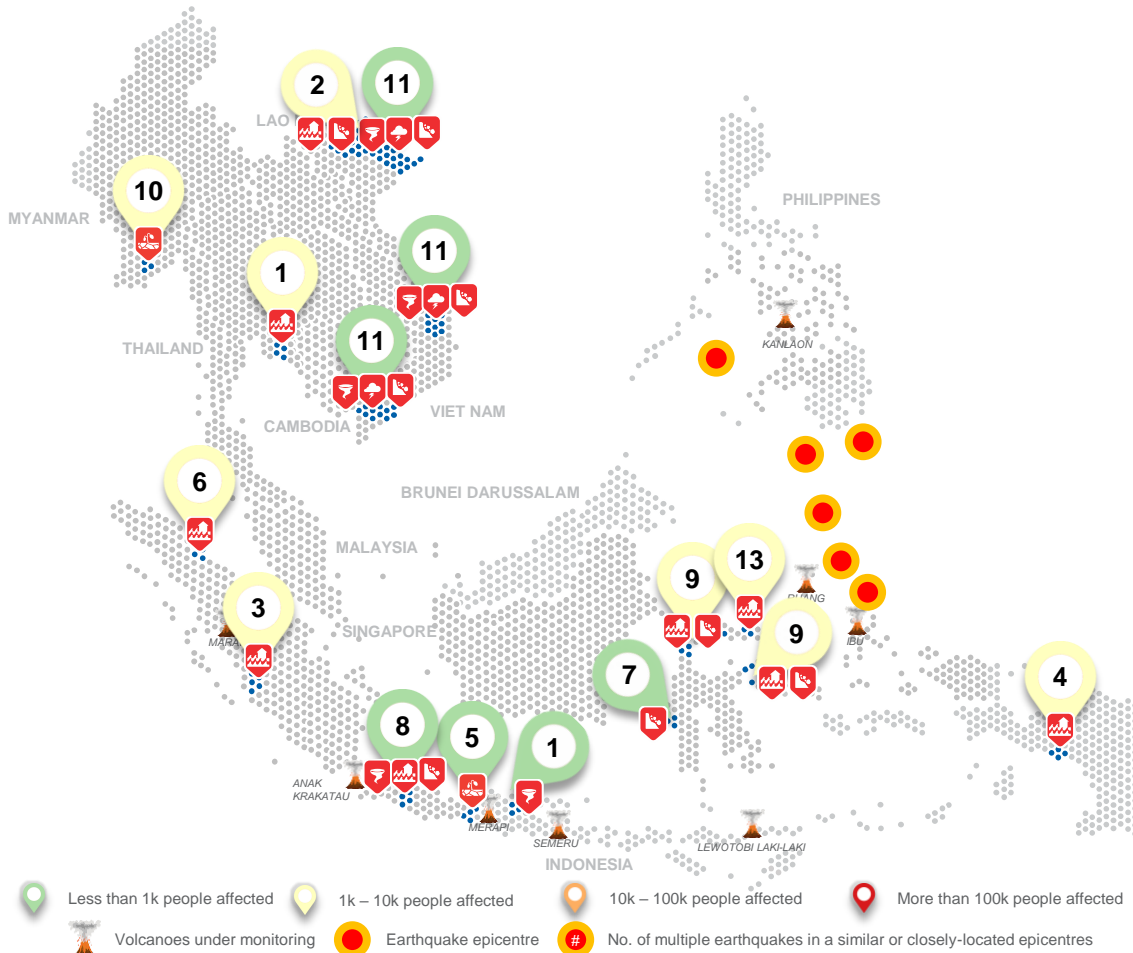 2
11
LAO
10
MYANMAR
PHILIPPINES
11
1
KANLAON
THAILAND
11
VIET NAM
CAMBODIA
6
BRUNEI DARUSSALAM
MALAYSIA
13
9
3
SINGAPORE
IBU
9
7
4
8
5
1
ANAK
KRAKATAU
MERAPI
SEMERU
LEWOTOBI LAKI-LAKI
INDONESIA
Less than 1k people affected
1k – 10k people affected
10k – 100k people affected
More than 100k people affected
Volcanoes under monitoring
Earthquake epicentre
#
No. of multiple earthquakes in a similar or closely-located epicentres